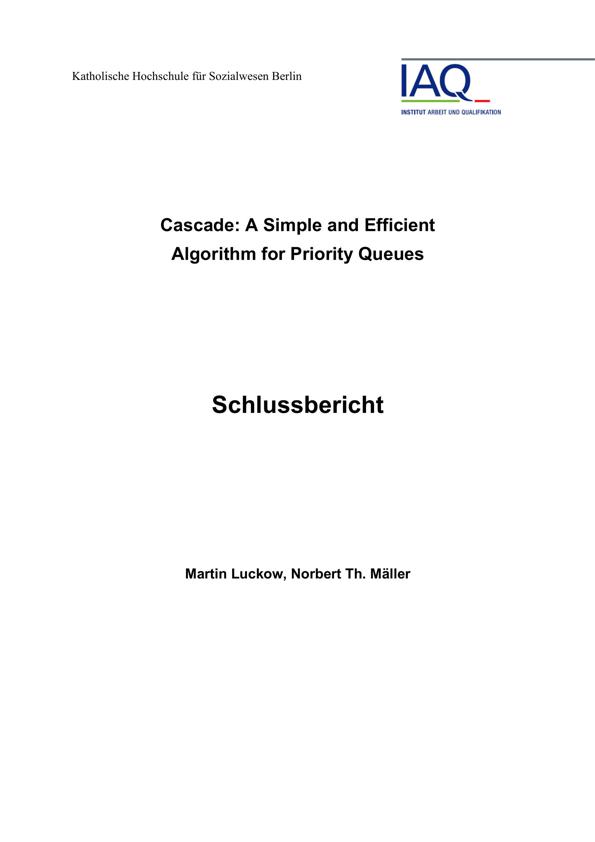 Katholische Hochschule für Sozialwesen Berlin
IAQ
INSTITUT ARBEIT UND QUALIFIKATION
Cascade: A Simple and Efficient
Algorithm for Priority Queues
Schlussbericht
Martin Luckow, Norbert Th. Mäller